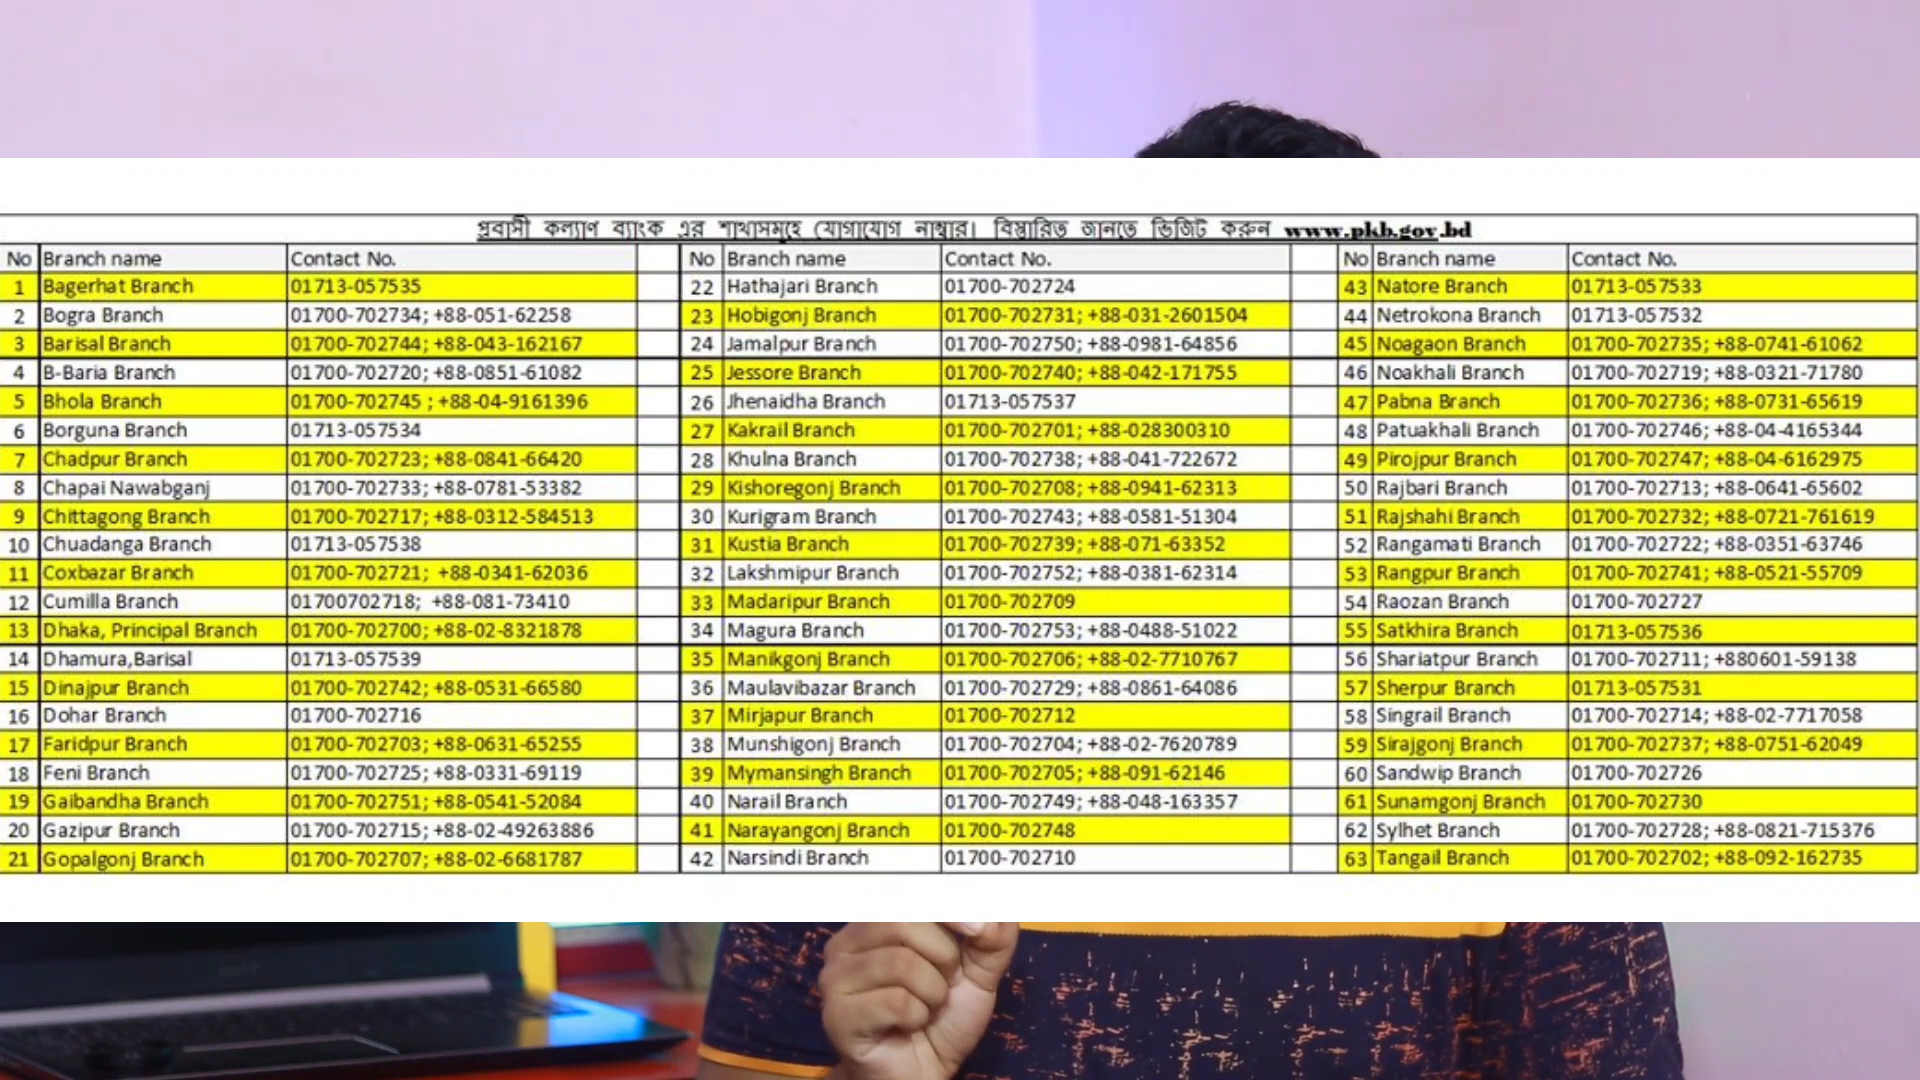 প্রবাসী কল্যাণ ব্যাংক এর শাখাসমূহে যোগাযোগ নাম্বার। বিস্তারিত জানতে ভিজিট করুন www.pkb.gov.bd
No Branch name Contact No. No Branch name Contact No. No Branch name Contact No.
1 Bagerhat Branch 01713-057535 22 Hathajari Branch 01700-702724 43 Natore Branch 01713-057533
2 Bogra Branch 01700-702734; +88-051-62258 23 Hobigonj Branch 01700-702731; +88-031-2601504 44 Netrokona Branch 01713-057532
3 Barisal Branch 01700-702744; +88-043-162167 24 Jamalpur Branch 01700-702750; +88-0981-64856 45 Noagaon Branch 01700-702735; +88-0741-61062
4 B-Baria Branch 01700-702720; +88-0851-61082 25 Jessore Branch 01700-702740; +88-042-171755 46 Noakhali Branch 01700-702719; +88-0321-71780
5 Bhola Branch 01700-702745 ; +88-04-9161396 26 Jhenaidha Branch 01713-057537 47 Pabna Branch 01700-702736; +88-0731-65619
6 Borguna Branch 01713-057534 27 Kakrail Branch 01700-702701; +88-028300310 48 Patuakhali Branch 01700-702746; +88-04-4165344
7 Chadpur Branch 01700-702723; +88-0841-66420 28 Khulna Branch 01700-702738; +88-041-722672 49 Pirojpur Branch 01700-702747; +88-04-6162975
8 Chapai Nawabganj 01700-702733; +88-0781-53382 29 Kishoregonj Branch 01700-702708; +88-0941-62313 50 Rajbari Branch 01700-702713; +88-0641-65602
9 Chittagong Branch 01700-702717; +88-0312-584513 30 Kurigram Branch 01700-702743; +88-0581-51304 51 Rajshahi Branch 01700-702732; +88-0721-761619
10 Chuadanga Branch 01713-057538 31 Kustia Branch 01700-702739; +88-071-63352 52 Rangamati Branch 01700-702722; +88-0351-63746
11 Coxbazar Branch 01700-702721; +88-0341-62036 32 Lakshmipur Branch 01700-702752; +88-0381-62314 53 Rangpur Branch 01700-702741; +88-0521-55709
12 Cumilla Branch 01700702718; +88-081-73410 33 Madaripur Branch 01700-702709 54 Raozan Branch 01700-702727
13 Dhaka, Principal Branch 01700-702700; +88-02-8321878 34 Magura Branch 01700-702753; +88-0488-51022 55 Satkhira Branch 01713-057536
14 Dhamura,Barisal 01713-057539 35 Manikgonj Branch 01700-702706; +88-02-7710767 56 Shariatpur Branch 01700-702711; +880601-59138
15 Dinajpur Branch 01700-702742; +88-0531-66580 36 Maulavibazar Branch 01700-702729; +88-0861-64086 57 Sherpur Branch 01713-057531
16 Dohar Branch 01700-702716 37 Mirjapur Branch 01700-702712 58 Singrail Branch 01700-702714; +88-02-7717058
17 Faridpur Branch 01700-702703; +88-0631-65255 38 Munshigonj Branch 01700-702704; +88-02-7620789 59 Sirajgonj Branch 01700-702737; +88-0751-62049
18 Feni Branch 01700-702725; +88-0331-69119 39 Mymansingh Branch 01700-702705; +88-091-62146 60 Sandwip Branch 01700-702726
19 Gaibandha Branch 01700-702751; +88-0541-52084 40 Narail Branch 01700-702749; +88-048-163357 61 Sunamgonj Branch 01700-702730
20 Gazipur Branch 01700-702715; +88-02-49263886 41 Narayangonj Branch 01700-702748 62 Sylhet Branch 01700-702728; +88-0821-715376
21 Gopalgonj Branch 01700-702707; +88-02-6681787 42 Narsindi Branch 01700-702710 63 Tangail Branch 01700-702702; +88-092-162735